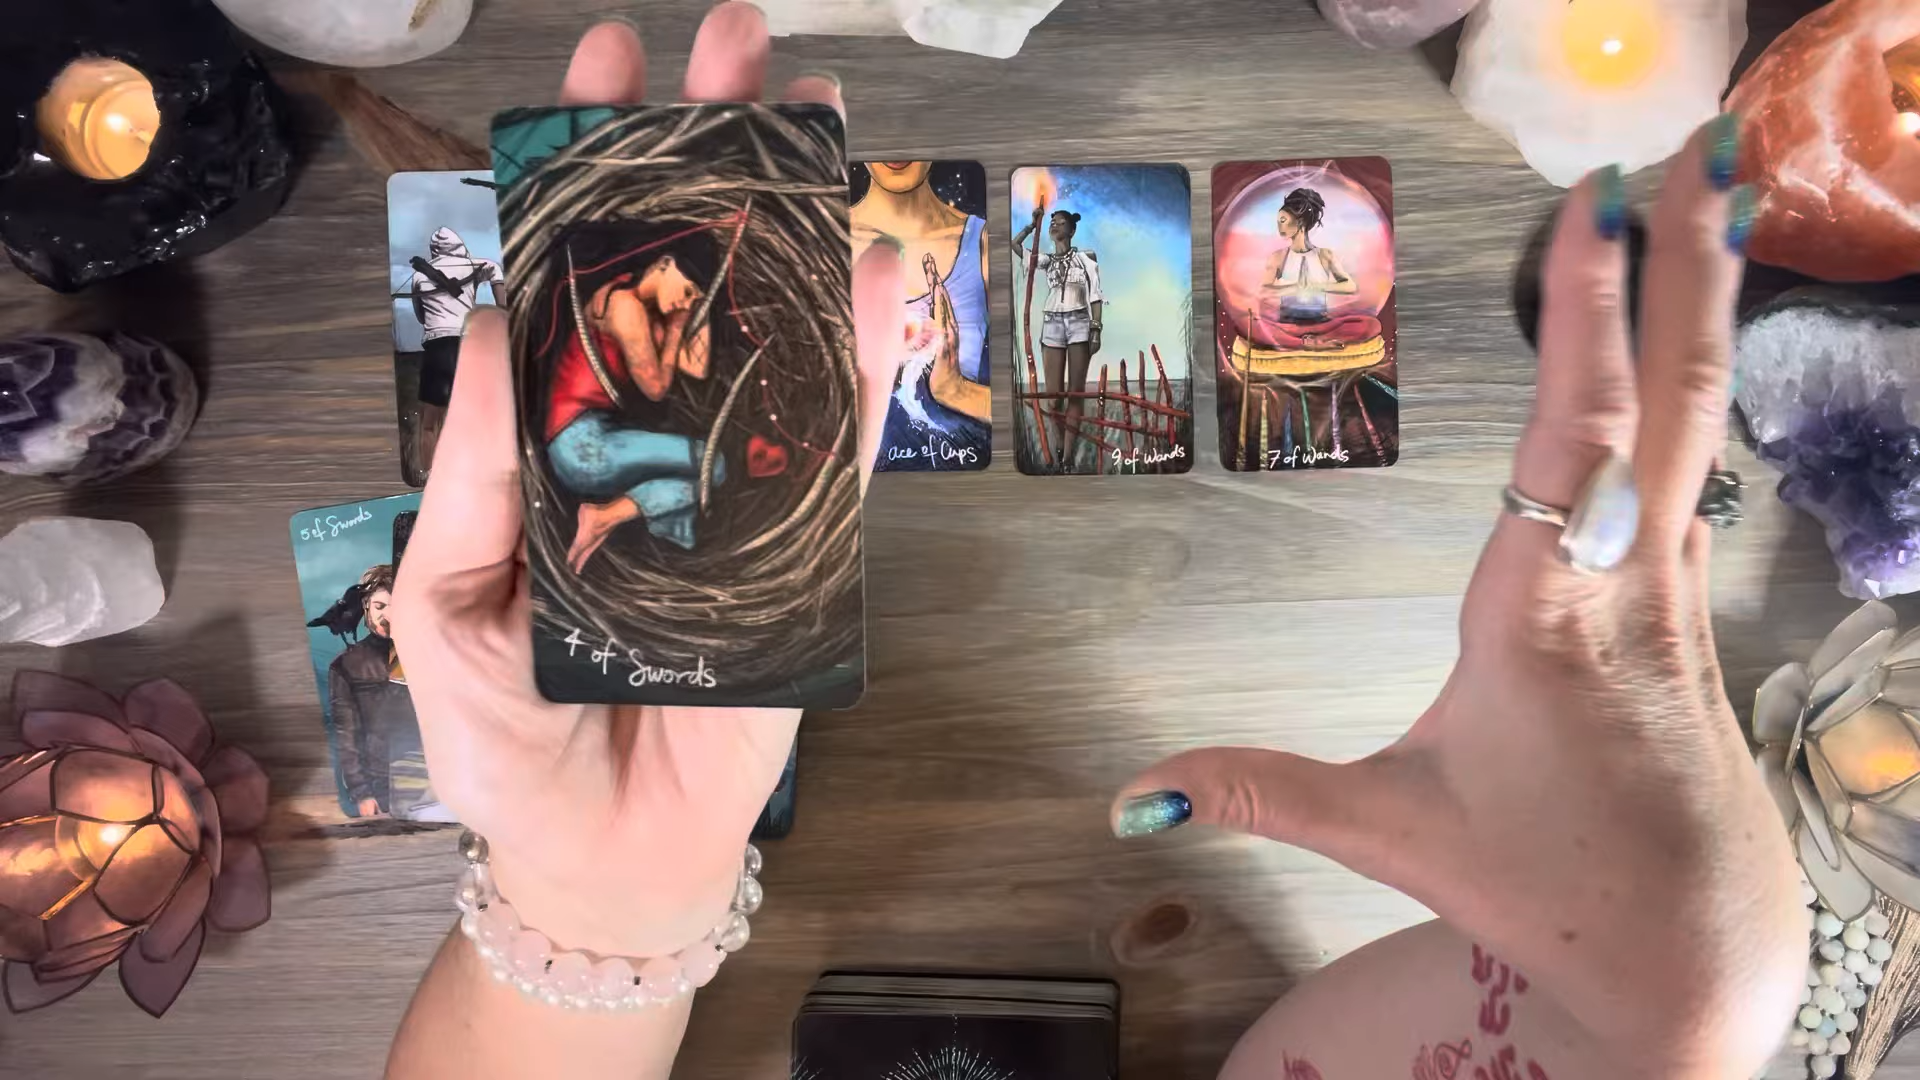 ace of Cups
9 of Wands
7 of Wands
5 of Swords
4 of Swords